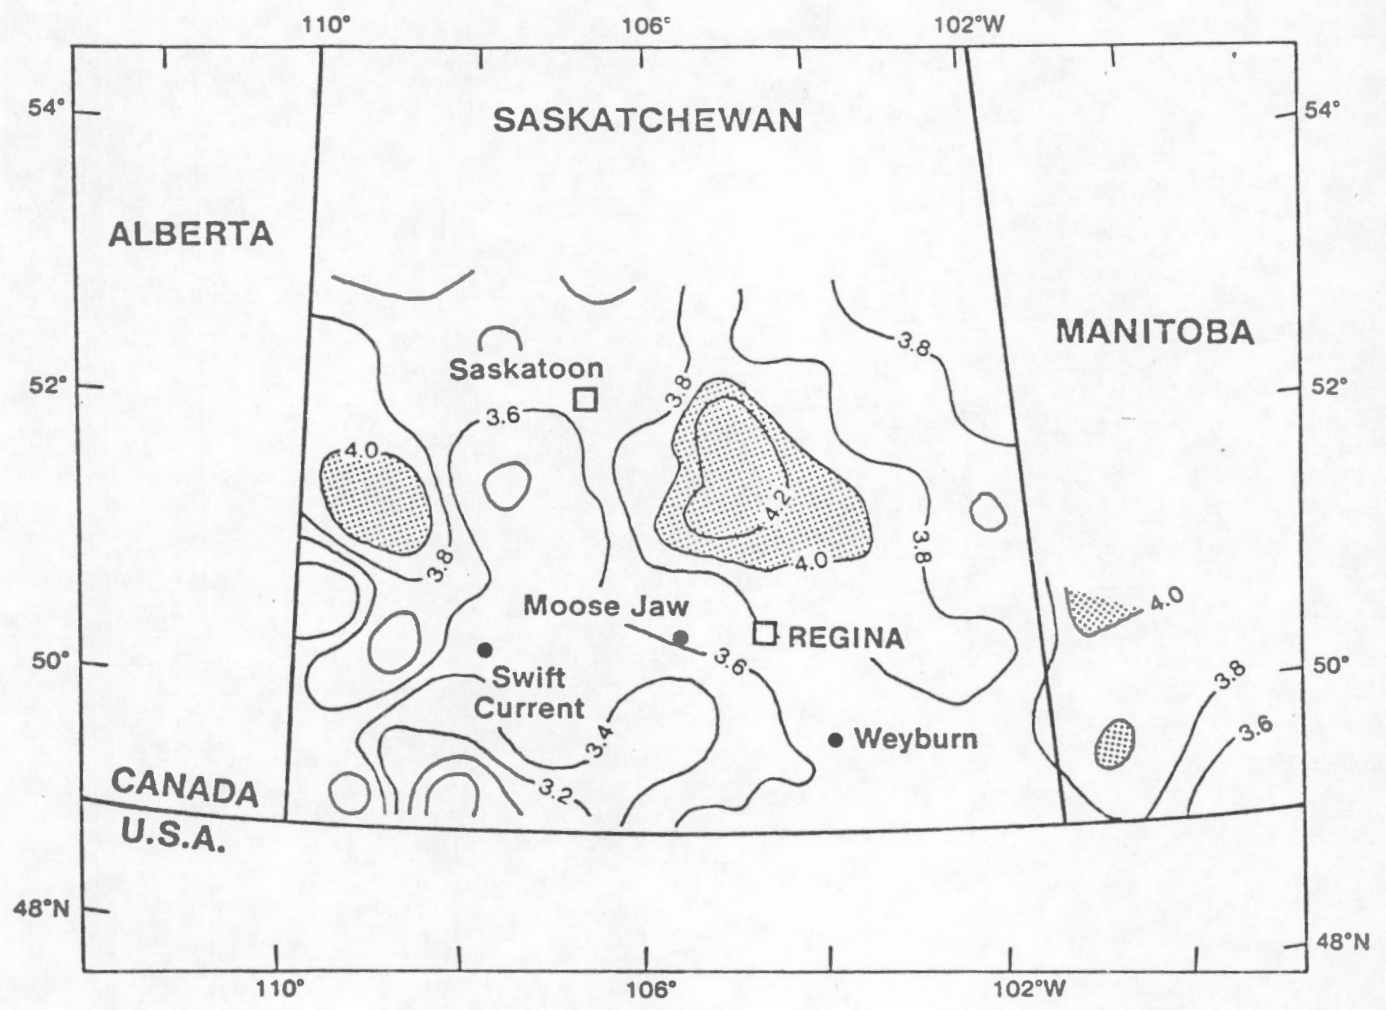 110° 106° 102°W
54° 54°
SASKATCHEWAN
ALBERTA
MANITOBA
3.8
Saskatoon
52° 52°
3.8
3.6
4.0
4.2
3.8
3.8
4.0
Moose Jaw
4.0
REGINA
50° 50°
3.6
Swift
Current
3.8
3.4
3.6
Weyburn
CANADA
3.2
U.S.A.
48°N
48°N
110° 106° 102°W